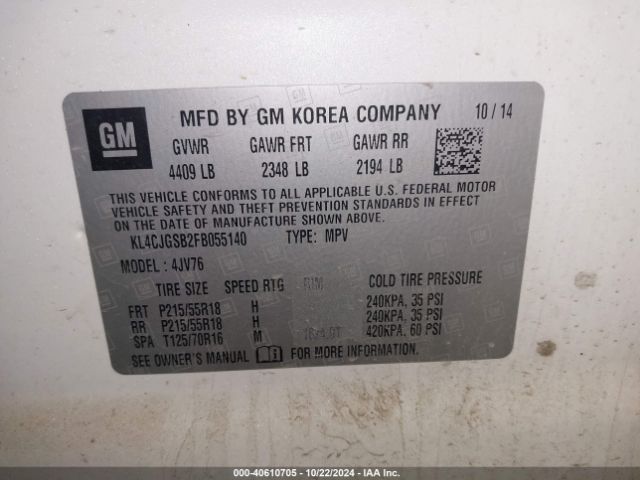 GM
MFD BY GM KOREA COMPANY 10 / 14
GVWR GAWR FRT GAWR RR
4409 LB 2348 LB 2194 LB
THIS VEHICLE CONFORMS TO ALL APPLICABLE U.S. FEDERAL MOTOR
VEHICLE SAFETY AND THEFT PREVENTION STANDARDS IN EFFECT
ON THE DATE OF MANUFACTURE SHOWN ABOVE.
KL4CJGSB2FB055140 TYPE: MPV
MODEL : 4JV76
TIRE SIZE SPEED RTG RIM COLD TIRE PRESSURE
FRT P215/55R18 H 240KPA, 35 PSI
RR P215/55R18 H 240KPA, 35 PSI
SPA T125/70R16 M 420KPA, 60 PSI
SEE OWNER'S MANUAL FOR MORE INFORMATION.
000-40610705 - 10/22/2024 - IAA Inc.